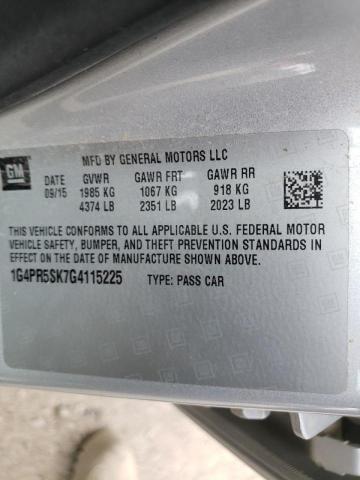 MFD BY GENERAL MOTORS LLC
GM
DATE GVWR GAWR FRT GAWR RR
09/15 1985 KG 1067 KG 918 KG
4374 LB 2351 LB 2023 LB
THIS VEHICLE CONFORMS TO ALL APPLICABLE U.S. FEDERAL MOTOR
VEHICLE SAFETY, BUMPER, AND THEFT PREVENTION STANDARDS
IN EFFECT ON THE DATE OF MANUFACTURE SHOWN ABOVE.
1G4PR5SK7G4115225 TYPE: PASS CAR